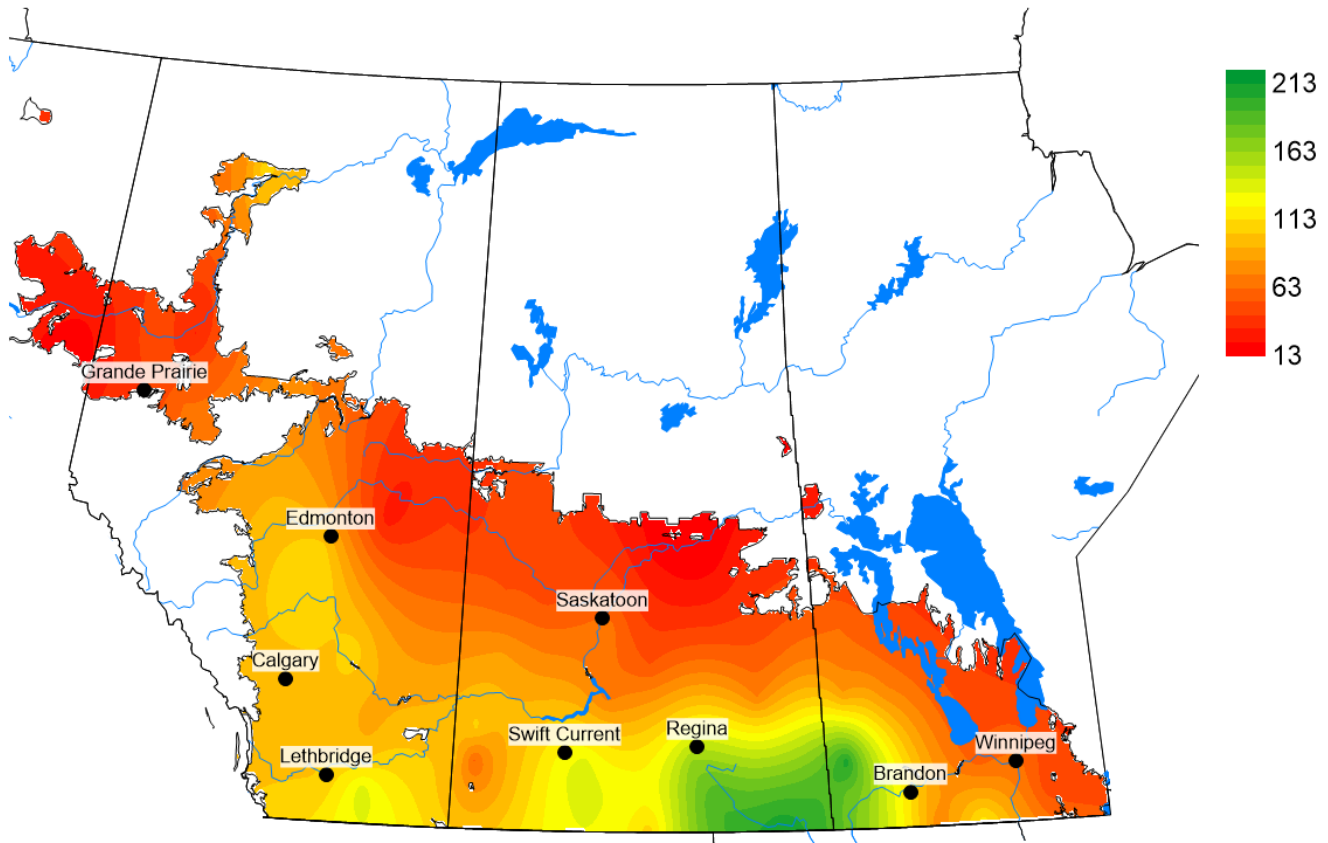 213
163
113
63
13
Grande Prairie
Edmonton
Saskatoon
Calgary
Regina
Swift Current
Winnipeg
Lethbridge
Brandon